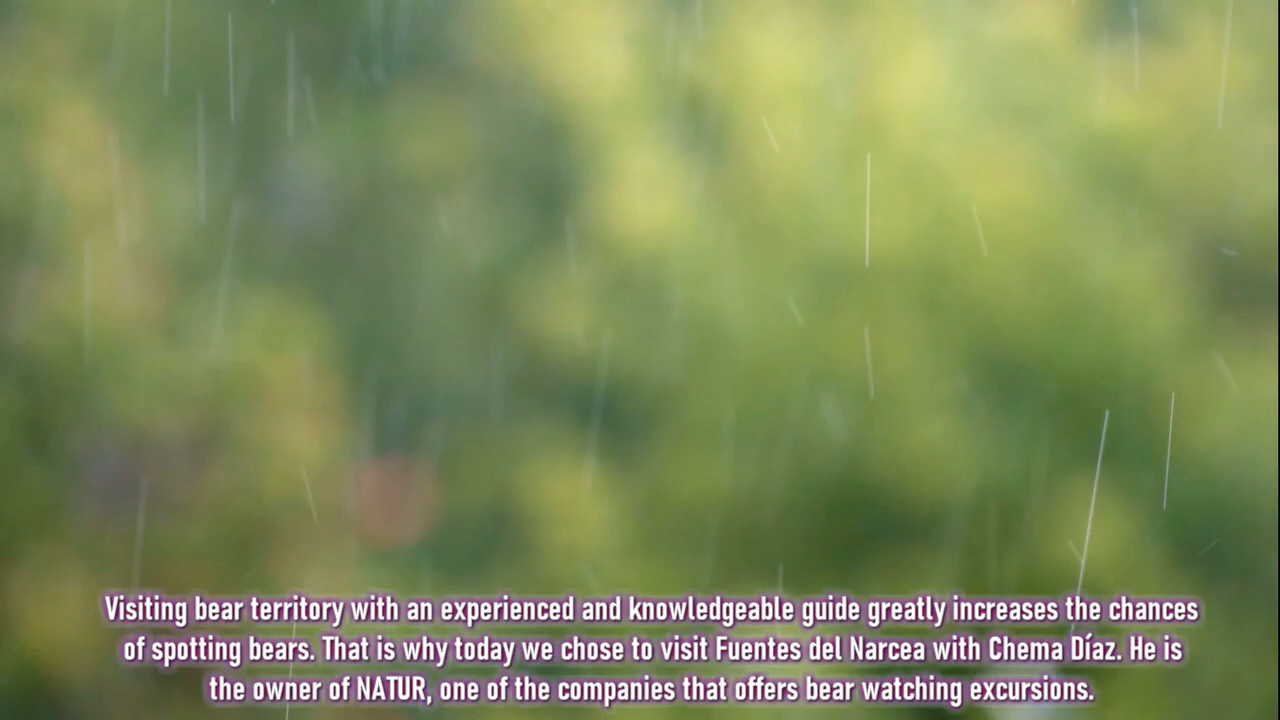 Visiting bear territory with an experienced and knowledgeable guide greatly increases the chances
of spotting bears. That is why today we chose to visit Fuentes del Narcea with Chema Díaz. He is
the owner of NATUR, one of the companies that offers bear watching excursions.